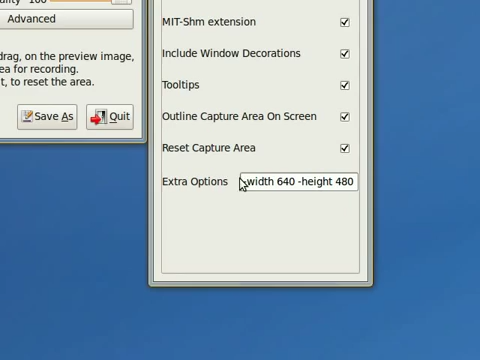 100
Advanced
drag, on the preview image,
ea for recording.
t, to reset the area.
Save As
Quit
MIT-Shm extension
Include Window Decorations
Tooltips
Outline Capture Area On Screen
Reset Capture Area
Extra Options
width 640 -height 480